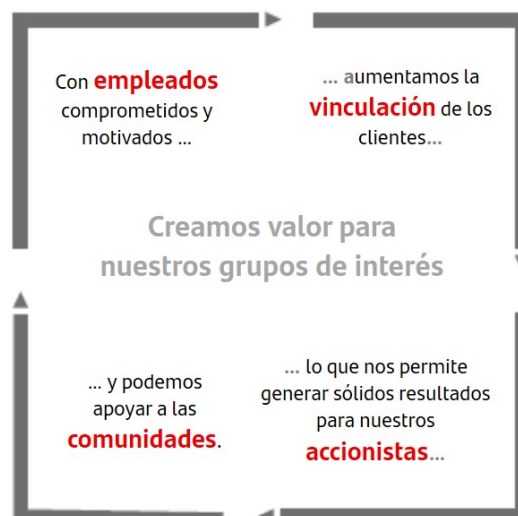 Con empleados
comprometidos y
motivados ...
... aumentamos la
vinculación de los
clientes...
Creamos valor para
nuestros grupos de interés
... lo que nos permite
generar sólidos resultados
para nuestros
accionistas...
... y podemos
apoyar a las
comunidades.